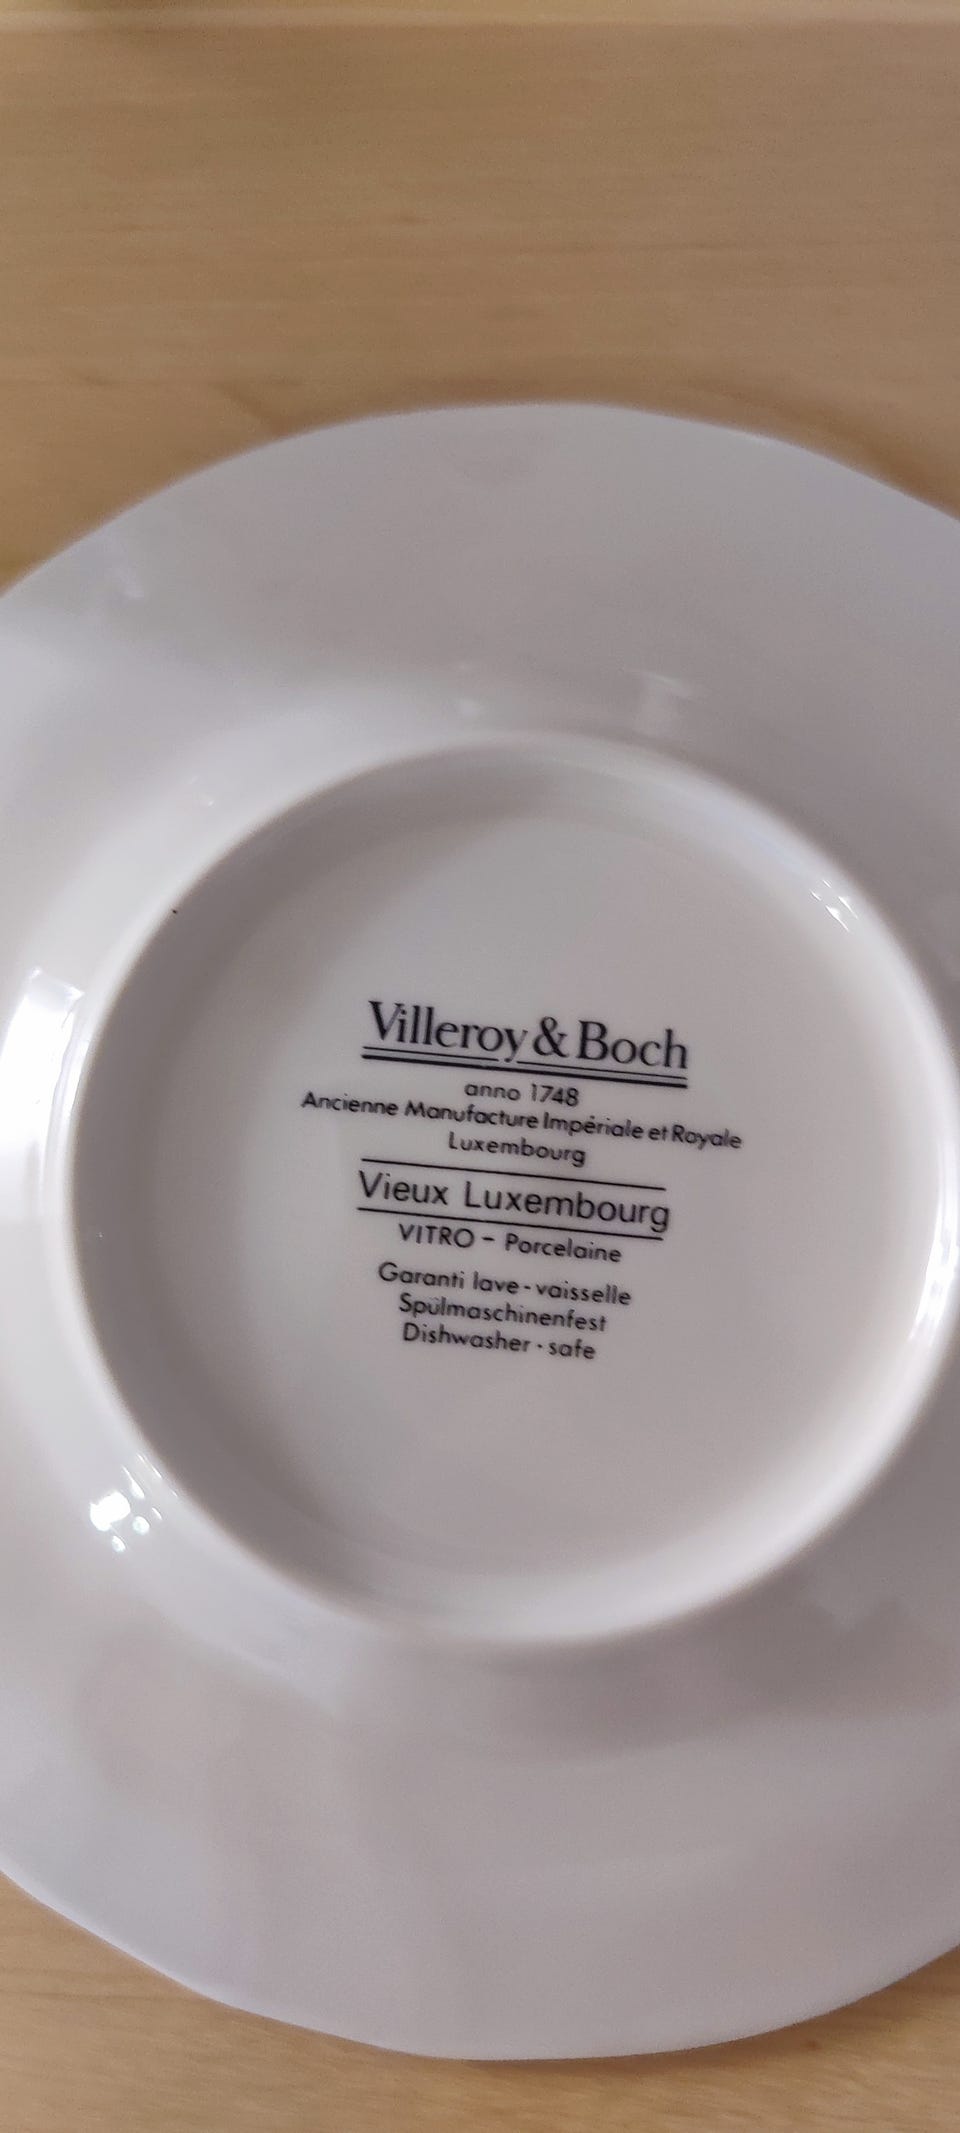 Villeroy & Boch
anno 1748
Ancienne Manufacture Impériale et Royale
Luxembourg
Vieux Luxembourg
VITRO – Porcelaine
Garanti lave-vaisselle
Spülmaschinenfest
Dishwasher-safe